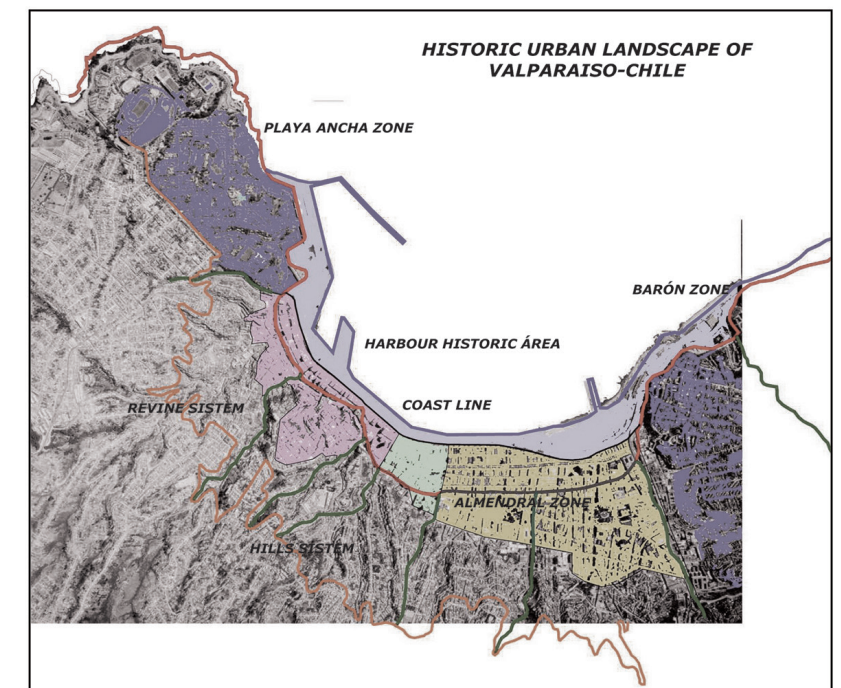 HISTORIC URBAN LANDSCAPE OF
VALPARAISO-CHILE
PLAYA ANCHA ZONE
BARÓN ZONE
HARBOUR HISTORIC ÁREA
COAST LINE
REVINE SISTEM
ALMENDRAL ZONE
HILLS SISTEM